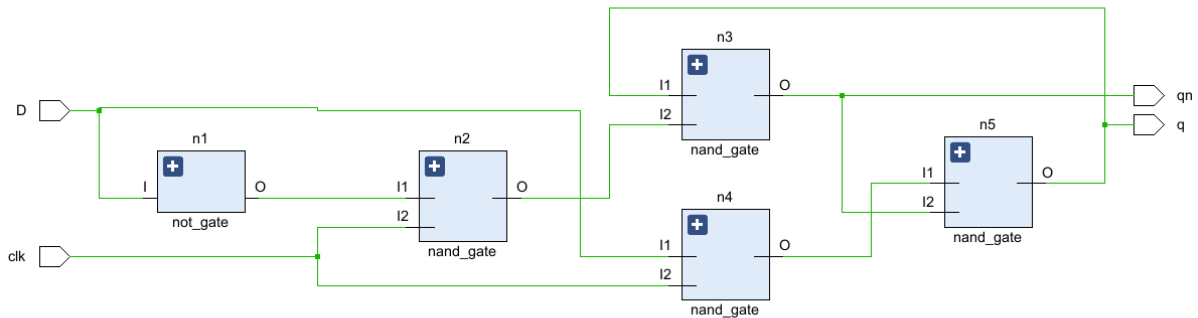 D
clk
n1
I
O
not_gate
n2
I1
I2
O
nand_gate
n3
I1
I2
O
nand_gate
n4
I1
I2
O
nand_gate
n5
I1
I2
O
nand_gate
qn
q